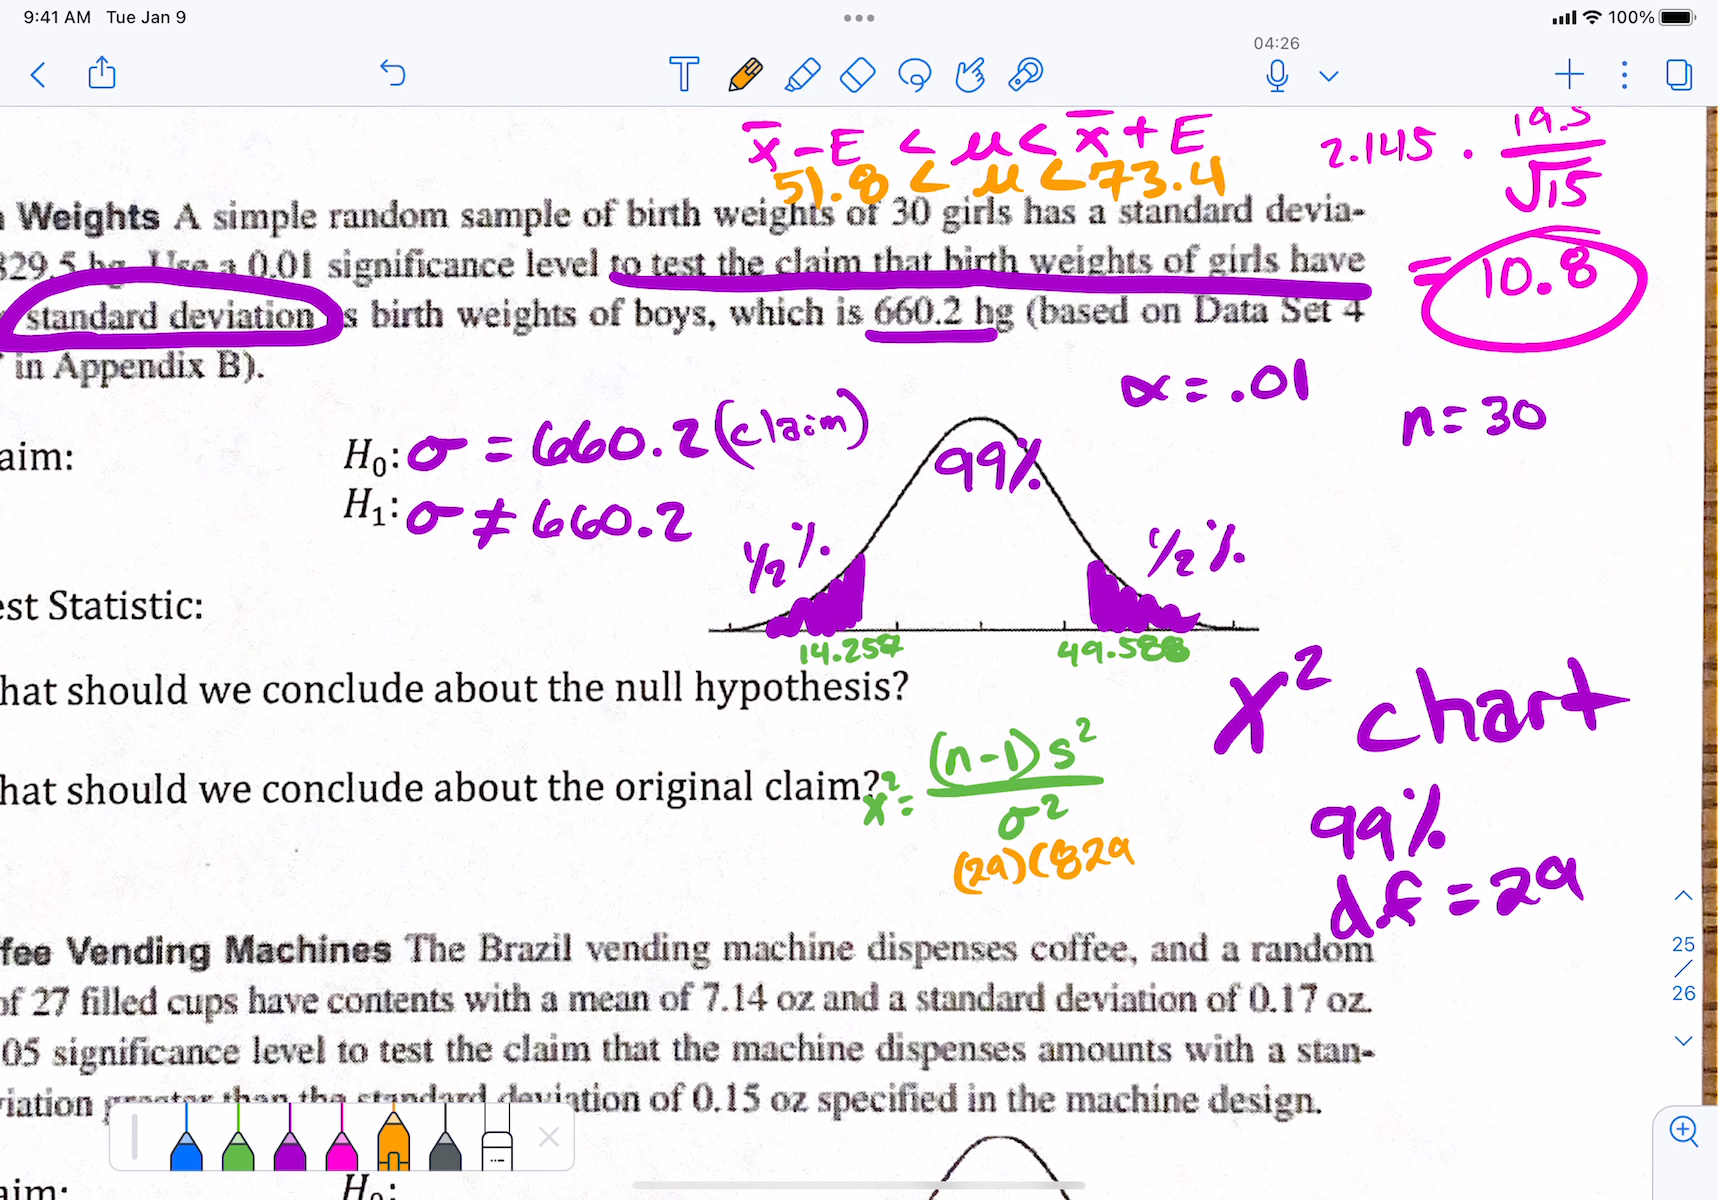 9:41 AM Tue Jan 9
100%
04:26
x̄ - E < μ < x̄ + E
51.8 < μ < 73.4
2.145 · 19.5
√15
= 10.8
Weights A simple random sample of birth weights of 30 girls has a standard devia-
829.5 hg. Use a 0.01 significance level to test the claim that birth weights of girls have
standard deviation as birth weights of boys, which is 660.2 hg (based on Data Set 4
in Appendix B).
α = .01
n = 30
aim:
H₀: σ = 660.2 (claim)
H₁: σ ≠ 660.2
99%
½%
½%
est Statistic:
14.257
49.588
hat should we conclude about the null hypothesis?
x² chart
99%
df = 29
hat should we conclude about the original claim?
x² = (n-1)s²
σ²
(29)(829
fee Vending Machines The Brazil vending machine dispenses coffee, and a random
of 27 filled cups have contents with a mean of 7.14 oz and a standard deviation of 0.17 oz.
05 significance level to test the claim that the machine dispenses amounts with a stan-
viation greater than the standard deviation of 0.15 oz specified in the machine design.
aim:
H₀:
25
/
26